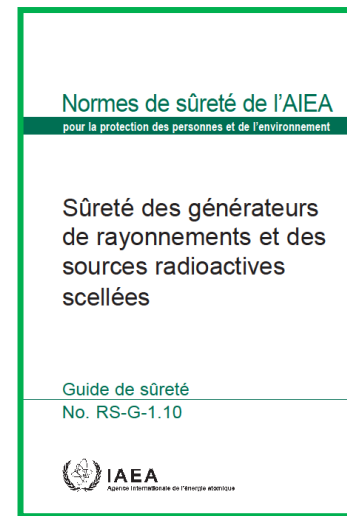 Normes de sûreté de l'AIEA
pour la protection des personnes et de l'environnement
Sûreté des générateurs
de rayonnements et des
sources radioactives
scellées
Guide de sûreté
No. RS-G-1.10
IAEA
Agence internationale de l'énergie atomique